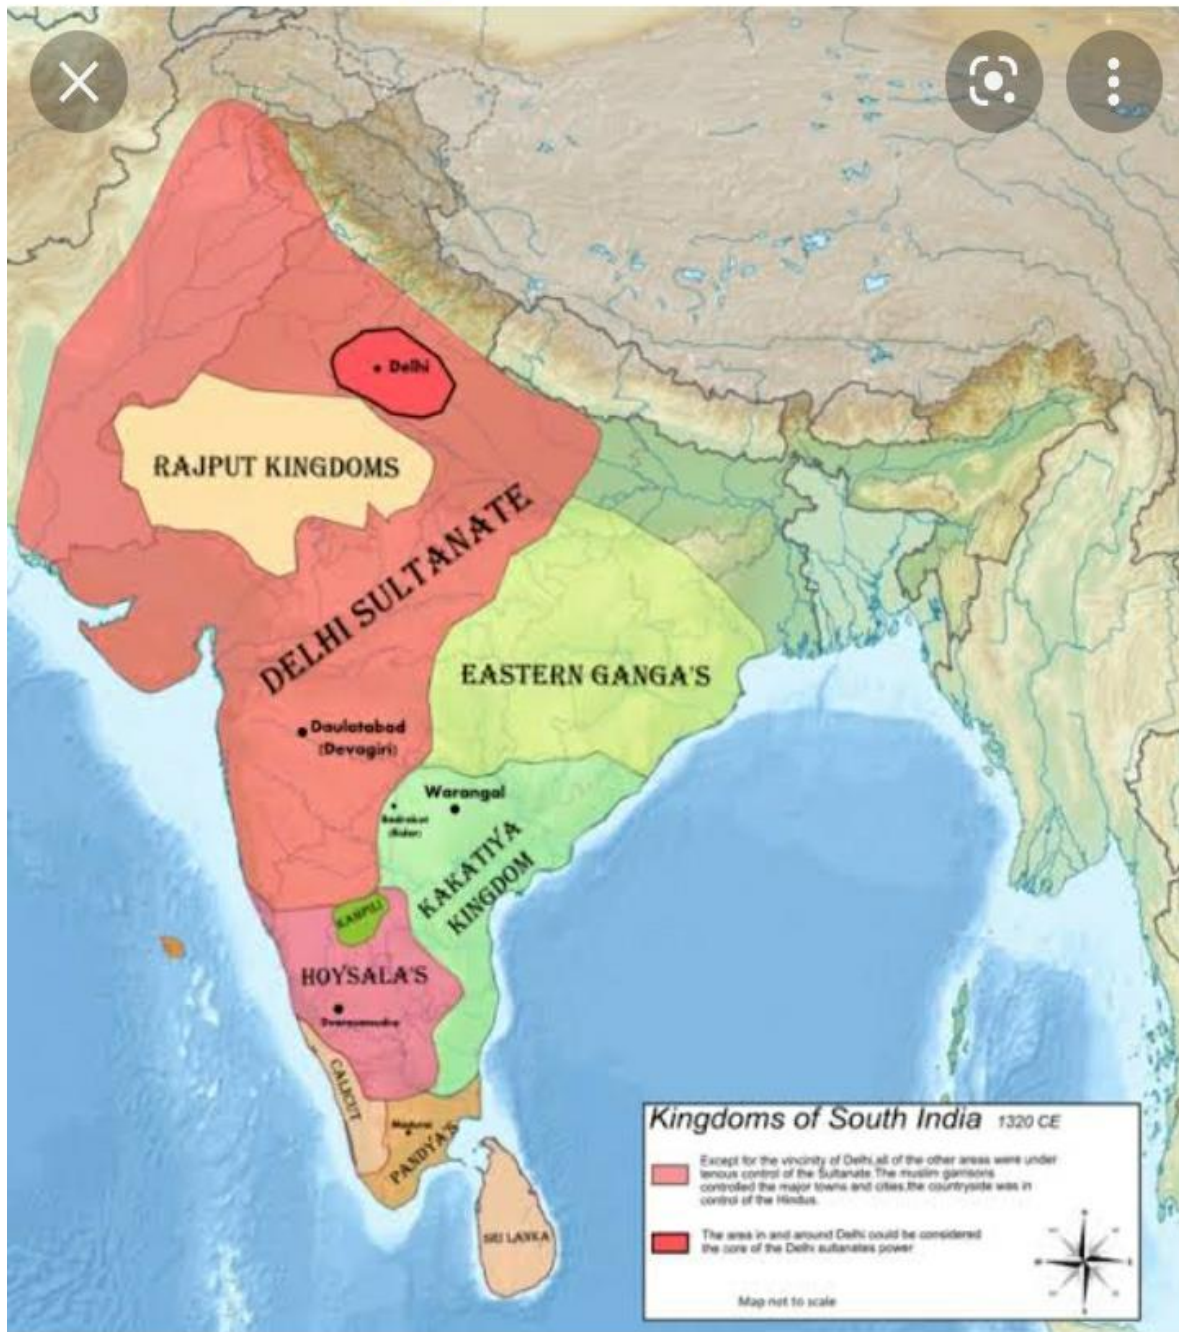 Delhi
RAJPUT KINGDOMS
DELHI SULTANATE
EASTERN GANGA'S
Daulatabad
(Devagiri)
Warangal
Badrakot
(Bidar)
KAKATIYA
KINGDOM
KAMPILI
HOYSALA'S
CALICUT
Madurai
PANDYA'S
SRI LANKA
Kingdoms of South India 1320 CE
Except for the vincinity of Delhi,all of the other areas were under
tenous control of the Sultanate.The muslim garrisons
controlled the major towns and cities,the countryside was in
control of the Hindus.
The area in and around Delhi could be considered
the core of the Delhi sultanates power
Map not to scale